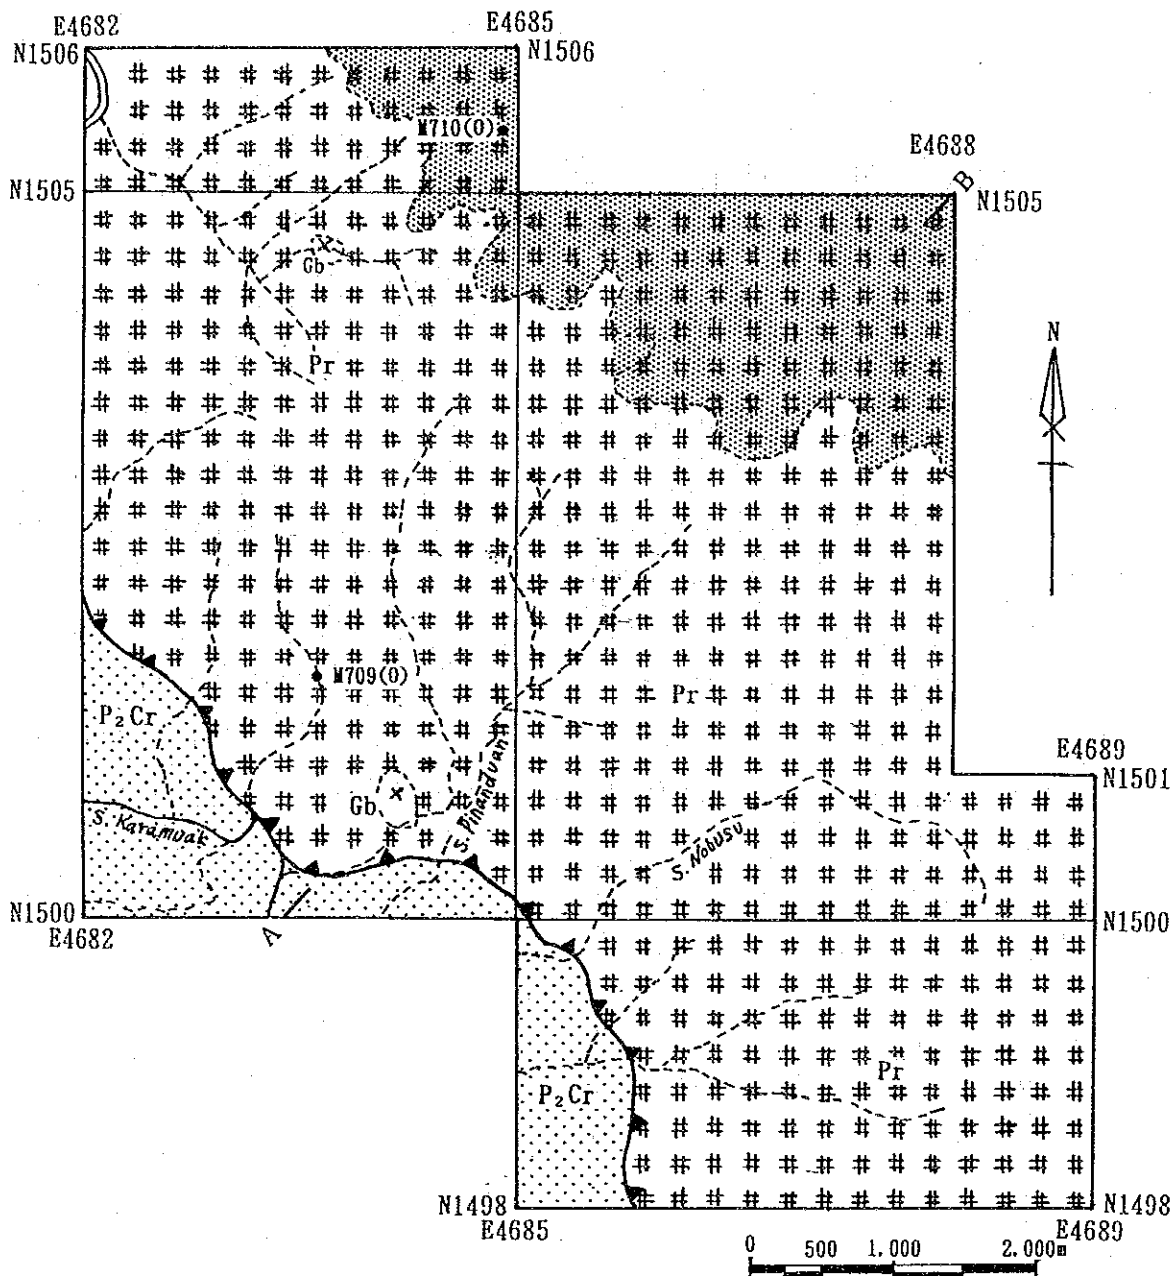 E4682
E4685
N1506
N1506
M710(0)
E4688
B
N1505
N1505
Gb
N
Pr
M709(0)
P₂Cr
Pr
S. Pinanduan
E4689
N1501
Gb
S. Karamuak
S. Nobusu
N1500
N1500
E4682
A
Pr
P₂Cr
N1498
N1498
E4685
E4689
0 500 1.000 2.000m